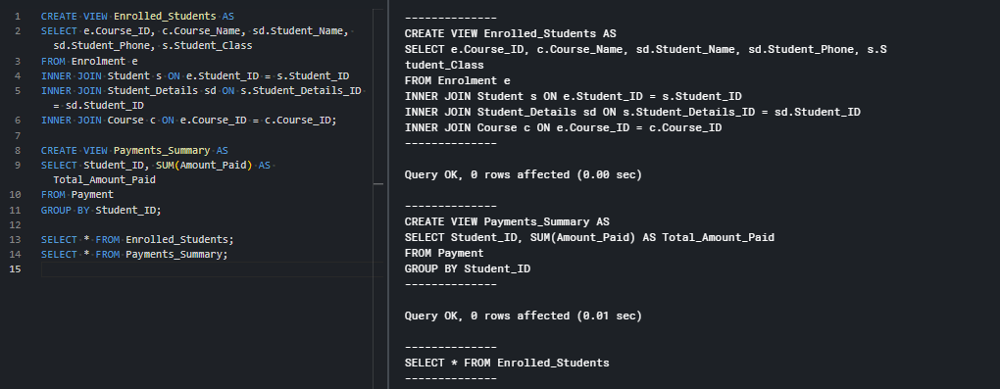 1 CREATE VIEW Enrolled_Students AS
2 SELECT e.Course_ID, c.Course_Name, sd.Student_Name,
sd.Student_Phone, s.Student_Class
3 FROM Enrolment e
4 INNER JOIN Student s ON e.Student_ID = s.Student_ID
5 INNER JOIN Student_Details sd ON s.Student_Details_ID
= sd.Student_ID
6 INNER JOIN Course c ON e.Course_ID = c.Course_ID;
7
8 CREATE VIEW Payments_Summary AS
9 SELECT Student_ID, SUM(Amount_Paid) AS
Total_Amount_Paid
10 FROM Payment
11 GROUP BY Student_ID;
12
13 SELECT * FROM Enrolled_Students;
14 SELECT * FROM Payments_Summary;
15
--------------
CREATE VIEW Enrolled_Students AS
SELECT e.Course_ID, c.Course_Name, sd.Student_Name, sd.Student_Phone, s.S
tudent_Class
FROM Enrolment e
INNER JOIN Student s ON e.Student_ID = s.Student_ID
INNER JOIN Student_Details sd ON s.Student_Details_ID = sd.Student_ID
INNER JOIN Course c ON e.Course_ID = c.Course_ID
--------------
Query OK, 0 rows affected (0.00 sec)
--------------
CREATE VIEW Payments_Summary AS
SELECT Student_ID, SUM(Amount_Paid) AS Total_Amount_Paid
FROM Payment
GROUP BY Student_ID
--------------
Query OK, 0 rows affected (0.01 sec)
--------------
SELECT * FROM Enrolled_Students
--------------